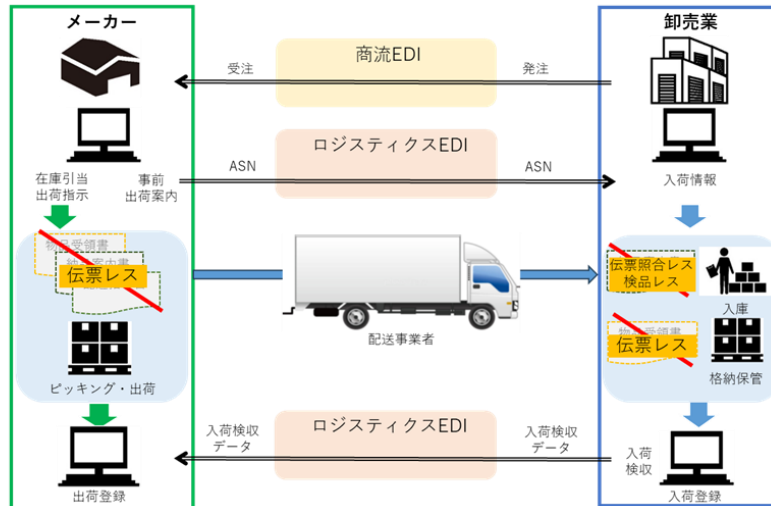 メーカー
卸売業
商流EDI
受注
発注
ロジスティクスEDI
ASN
ASN
在庫引当
出荷指示
事前
出荷案内
入荷情報
物品受領書
伝票レス
伝票照合レス
検品レス
入庫
配送事業者
伝票レス
ピッキング・出荷
格納保管
ロジスティクスEDI
入荷検収
データ
入荷検収
データ
入荷
検収
出荷登録
入荷登録